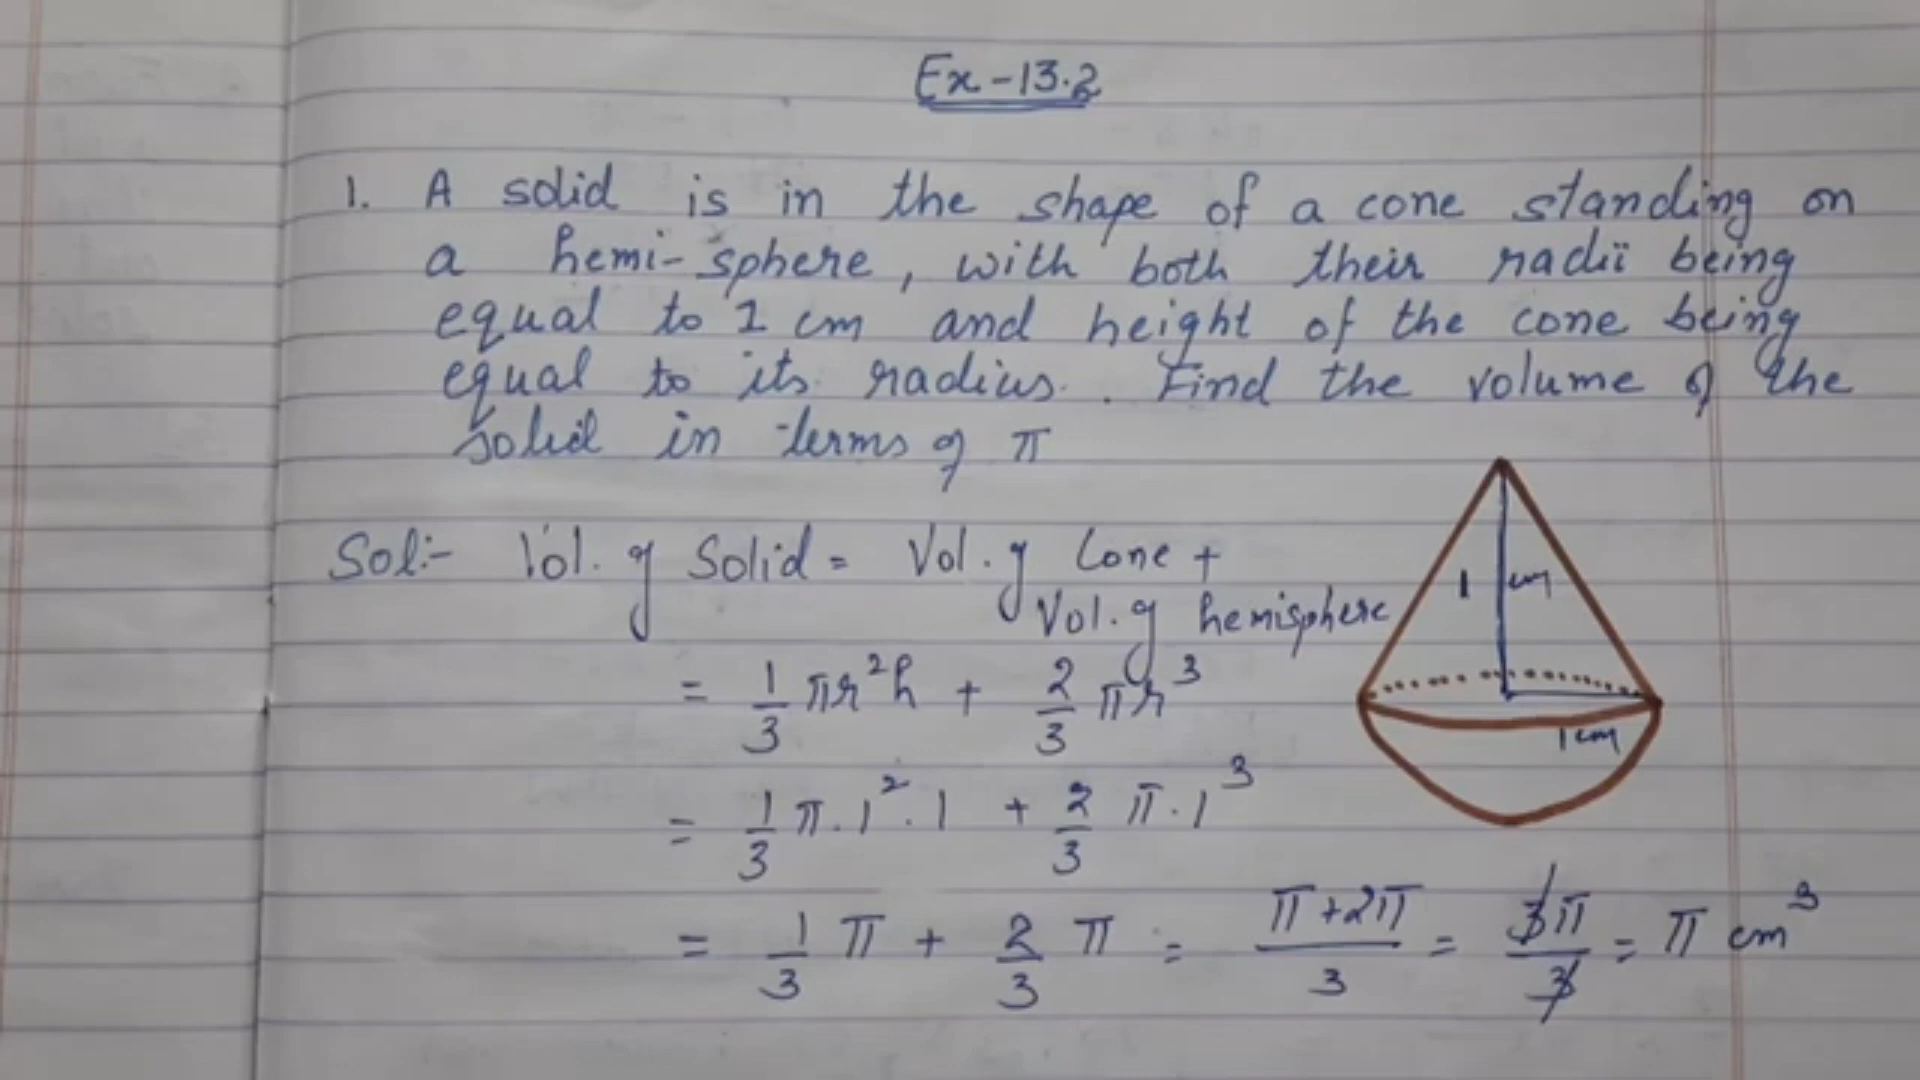 Ex-13.2
1. A solid is in the shape of a cone standing on
a hemi-sphere, with both their radii being
equal to 1 cm and height of the cone being
equal to its radius. Find the volume of the
solid in terms of π
Sol:- Vol. of Solid = Vol. of Cone +
Vol. of hemisphere
= 1/3 πr²h + 2/3 πr³
= 1/3 π.1².1 + 2/3 π.1³
= 1/3 π + 2/3 π = π+2π/3 = 3π/3 = π cm³
1 cm
1cm